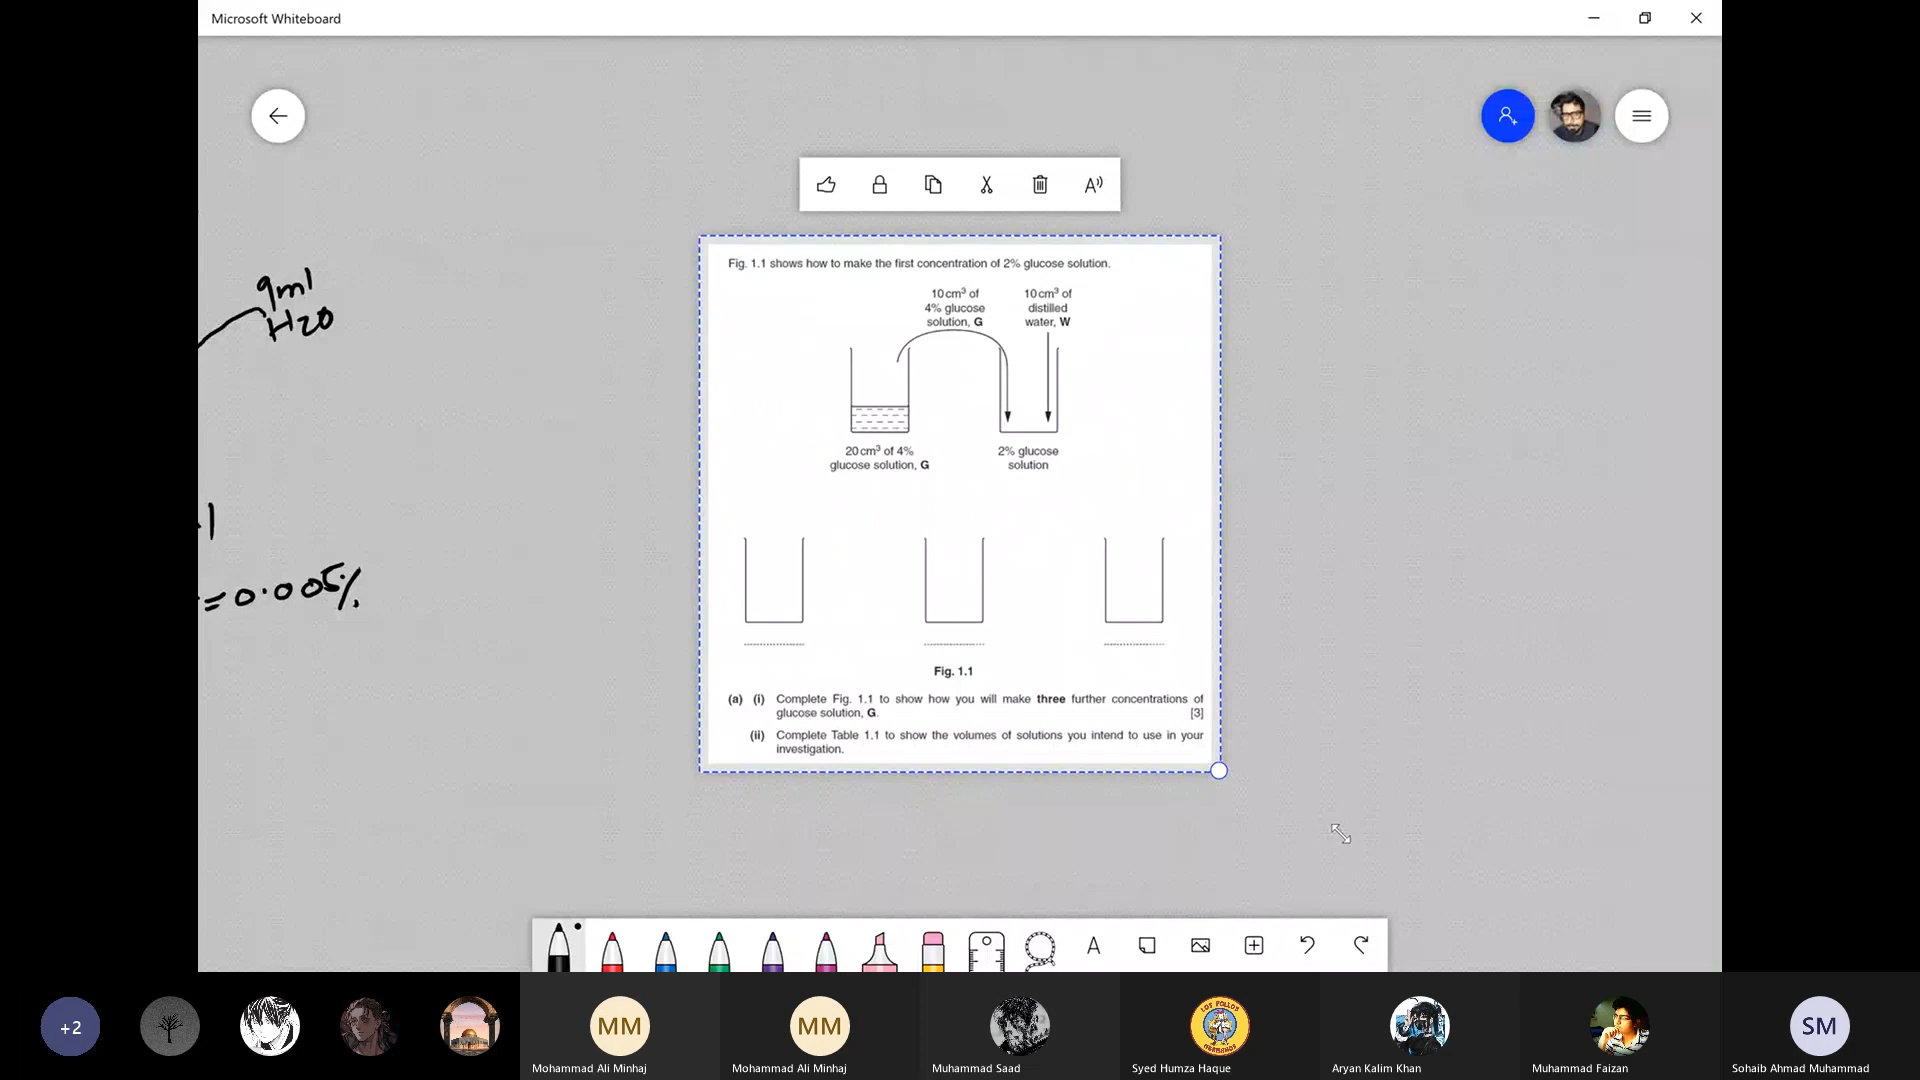 Microsoft Whiteboard
9ml
H20
1
=0.005%
Fig. 1.1 shows how to make the first concentration of 2% glucose solution.
10 cm³ of
4% glucose
solution, G
10 cm³ of
distilled
water, W
20 cm³ of 4%
glucose solution, G
2% glucose
solution
Fig. 1.1
(a) (i) Complete Fig. 1.1 to show how you will make three further concentrations of
glucose solution, G. [3]
(ii) Complete Table 1.1 to show the volumes of solutions you intend to use in your
investigation.
A
+2
MM
MM
LOS POLLOS
HERMANOS
SM
Mohammad Ali Minhaj
Mohammad Ali Minhaj
Muhammad Saad
Syed Humza Haque
Aryan Kalim Khan
Muhammad Faizan
Sohaib Ahmad Muhammad